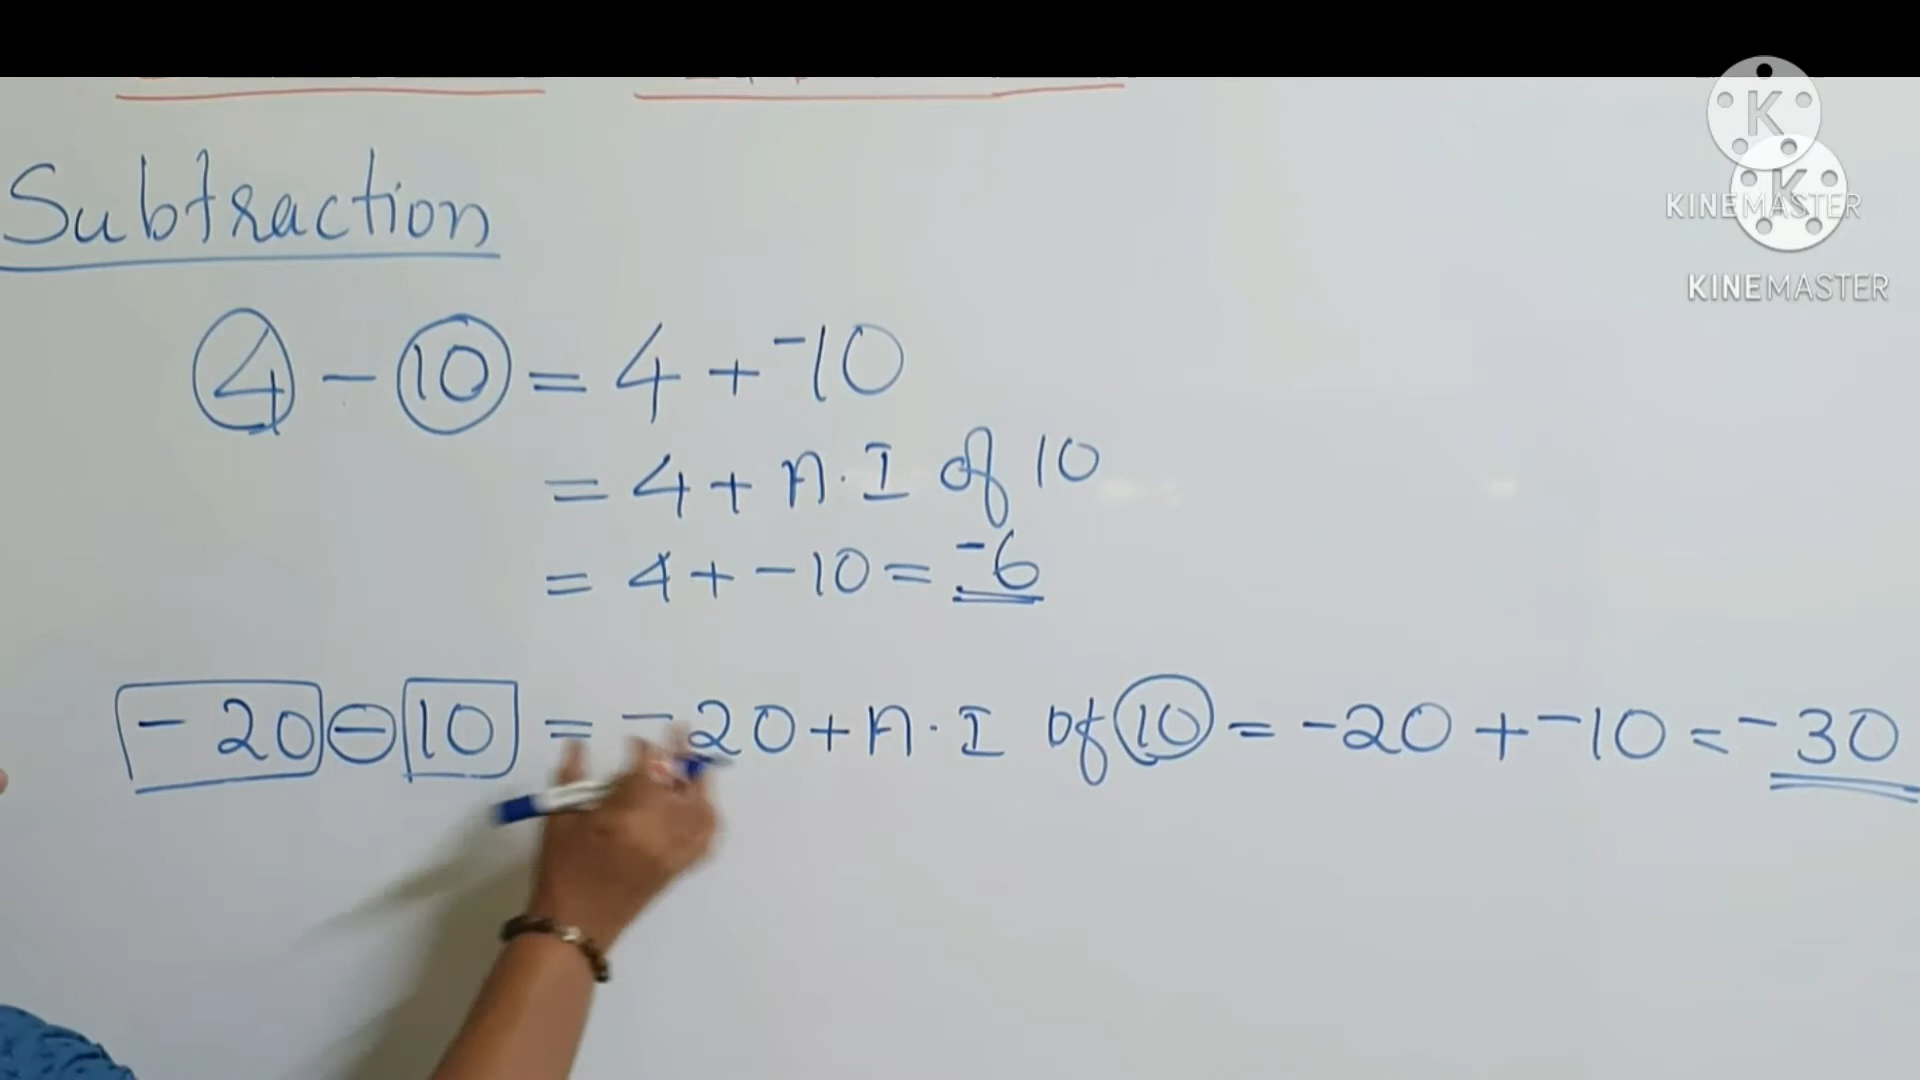 Subtraction
4 - 10 = 4 + -10
= 4 + A.I of 10
= 4 + -10 = -6
-20 - 10 = -20 + A.I of 10 = -20 + -10 = -30
K
K
KINEMASTER
KINEMASTER